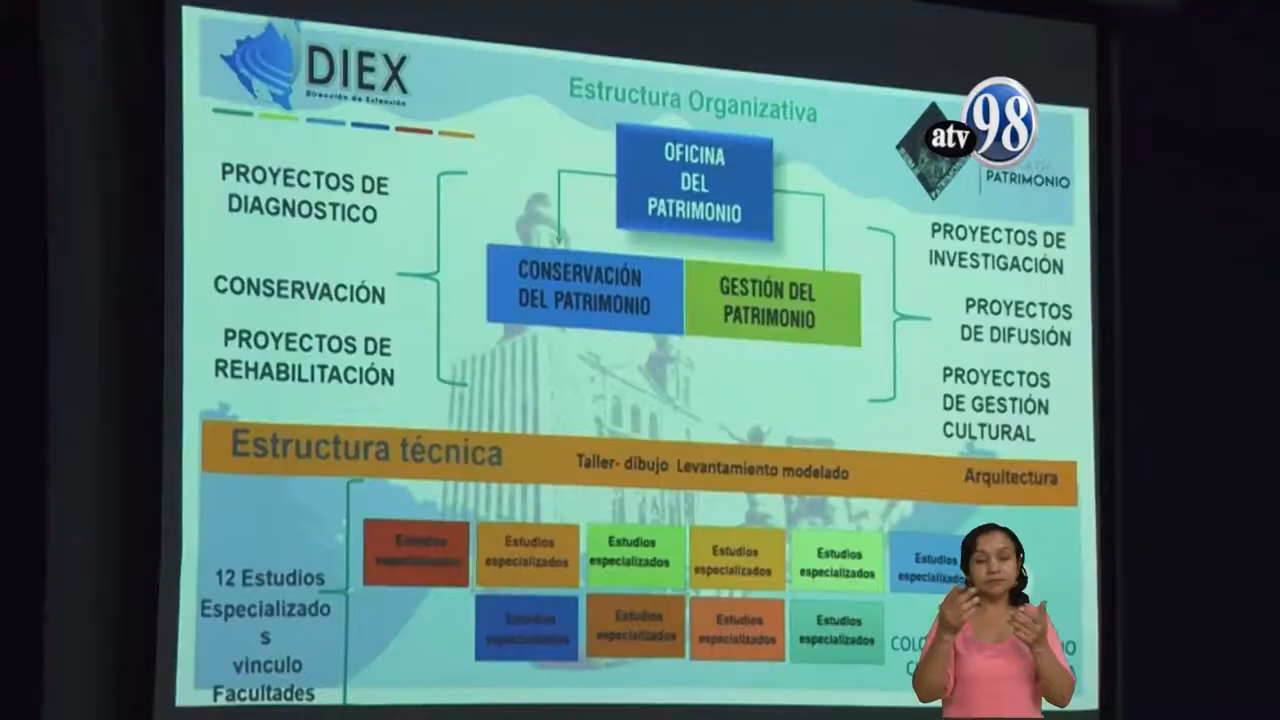 DIEX
Dirección de Extensión
Estructura Organizativa
atv 98
PATRIMONIO
OFICINA
DEL
PATRIMONIO
PROYECTOS DE
DIAGNOSTICO
CONSERVACIÓN
PROYECTOS DE
REHABILITACIÓN
CONSERVACIÓN
DEL PATRIMONIO
GESTIÓN DEL
PATRIMONIO
PROYECTOS DE
INVESTIGACIÓN
PROYECTOS
DE DIFUSIÓN
PROYECTOS
DE GESTIÓN
CULTURAL
Estructura técnica
Taller- dibujo Levantamiento modelado
Arquitectura
12 Estudios
Especializado
s
vinculo
Facultades
Estudios
especializados
Estudios
especializados
Estudios
especializados
Estudios
especializados
Estudios
especializados
Estudios
especializado
Estudios
especializados
Estudios
especializados
Estudios
especializados
Estudios
especializados